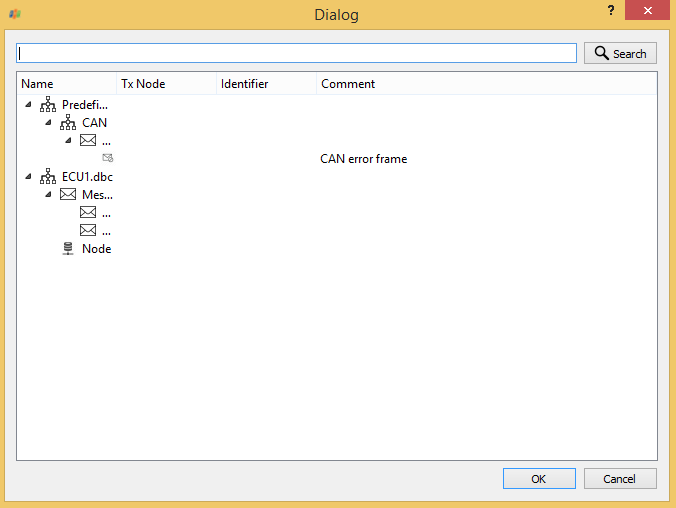 Dialog
?
Search
Name Tx Node Identifier Comment
Predefi...
CAN
...
CAN error frame
ECU1.dbc
Mes...
...
...
Node
OK Cancel